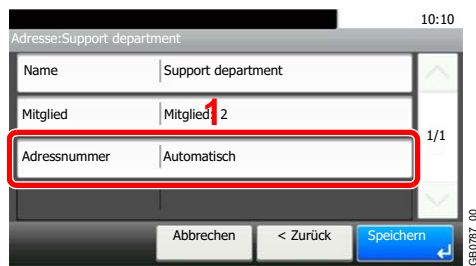 10:10
Adresse:Support department
Name Support department
Mitglied Mitglied: 2
1
1/1
Adressnummer Automatisch
Abbrechen < Zurück Speichern
GB0787_00